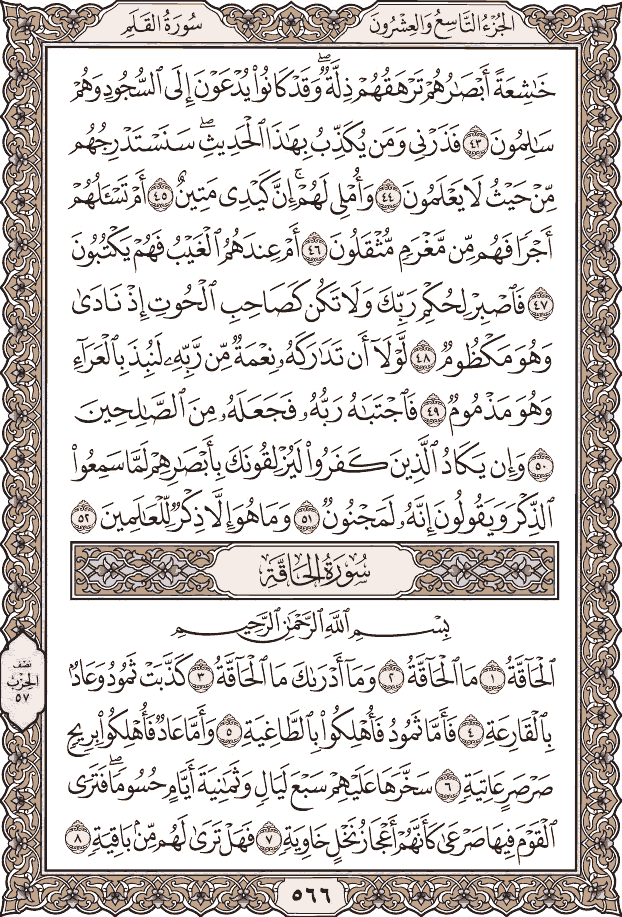 الجُزْءُ التَّاسِعُ وَالعِشْرُونَ
سُورَةُ القَلَمِ
خَٰشِعَةً أَبْصَٰرُهُمْ تَرْهَقُهُمْ ذِلَّةٌ ۖ وَقَدْ كَانُوا۟ يُدْعَوْنَ إِلَى ٱلسُّجُودِ وَهُمْ
سَٰلِمُونَ ٤٣ فَذَرْنِى وَمَن يُكَذِّبُ بِهَٰذَا ٱلْحَدِيثِ ۖ سَنَسْتَدْرِجُهُم
مِّنْ حَيْثُ لَا يَعْلَمُونَ ٤٤ وَأُمْلِى لَهُمْ ۚ إِنَّ كَيْدِى مَتِينٌ ٤٥ أَمْ تَسْـَٔلُهُمْ
أَجْرًا فَهُم مِّن مَّغْرَمٍ مُّثْقَلُونَ ٤٦ أَمْ عِندَهُمُ ٱلْغَيْبُ فَهُمْ يَكْتُبُونَ
٤٧ فَٱصْبِرْ لِحُكْمِ رَبِّكَ وَلَا تَكُن كَصَاحِبِ ٱلْحُوتِ إِذْ نَادَىٰ
وَهُوَ مَكْظُومٌ ٤٨ لَّوْلَآ أَن تَدَٰرَكَهُۥ نِعْمَةٌ مِّن رَّبِّهِۦ لَنُبِذَ بِٱلْعَرَآءِ
وَهُوَ مَذْمُومٌ ٤٩ فَٱجْتَبَٰهُ رَبُّهُۥ فَجَعَلَهُۥ مِنَ ٱلصَّٰلِحِينَ
٥٠ وَإِن يَكَادُ ٱلَّذِينَ كَفَرُوا۟ لَيُزْلِقُونَكَ بِأَبْصَٰرِهِمْ لَمَّا سَمِعُوا۟
ٱلذِّكْرَ وَيَقُولُونَ إِنَّهُۥ لَمَجْنُونٌ ٥١ وَمَا هُوَ إِلَّا ذِكْرٌ لِّلْعَٰلَمِينَ ٥٢
سُورَةُ الحَاقَّةِ
بِسْمِ ٱللَّهِ ٱلرَّحْمَٰنِ ٱلرَّحِيمِ
ٱلْحَآقَّةُ ١ مَا ٱلْحَآقَّةُ ٢ وَمَآ أَدْرَىٰكَ مَا ٱلْحَآقَّةُ ٣ كَذَّبَتْ ثَمُودُ وَعَادٌۢ
بِٱلْقَارِعَةِ ٤ فَأَمَّا ثَمُودُ فَأُهْلِكُوا۟ بِٱلطَّاغِيَةِ ٥ وَأَمَّا عَادٌ فَأُهْلِكُوا۟ بِرِيحٍ
صَرْصَرٍ عَاتِيَةٍ ٦ سَخَّرَهَا عَلَيْهِمْ سَبْعَ لَيَالٍ وَثَمَٰنِيَةَ أَيَّامٍ حُسُومًا ۖ فَتَرَى
ٱلْقَوْمَ فِيهَا صَرْعَىٰ كَأَنَّهُمْ أَعْجَازُ نَخْلٍ خَاوِيَةٍ ٧ فَهَلْ تَرَىٰ لَهُم مِّنۢ بَاقِيَةٍ ٨
نصف
الحزب
٥٧
٥٦٦